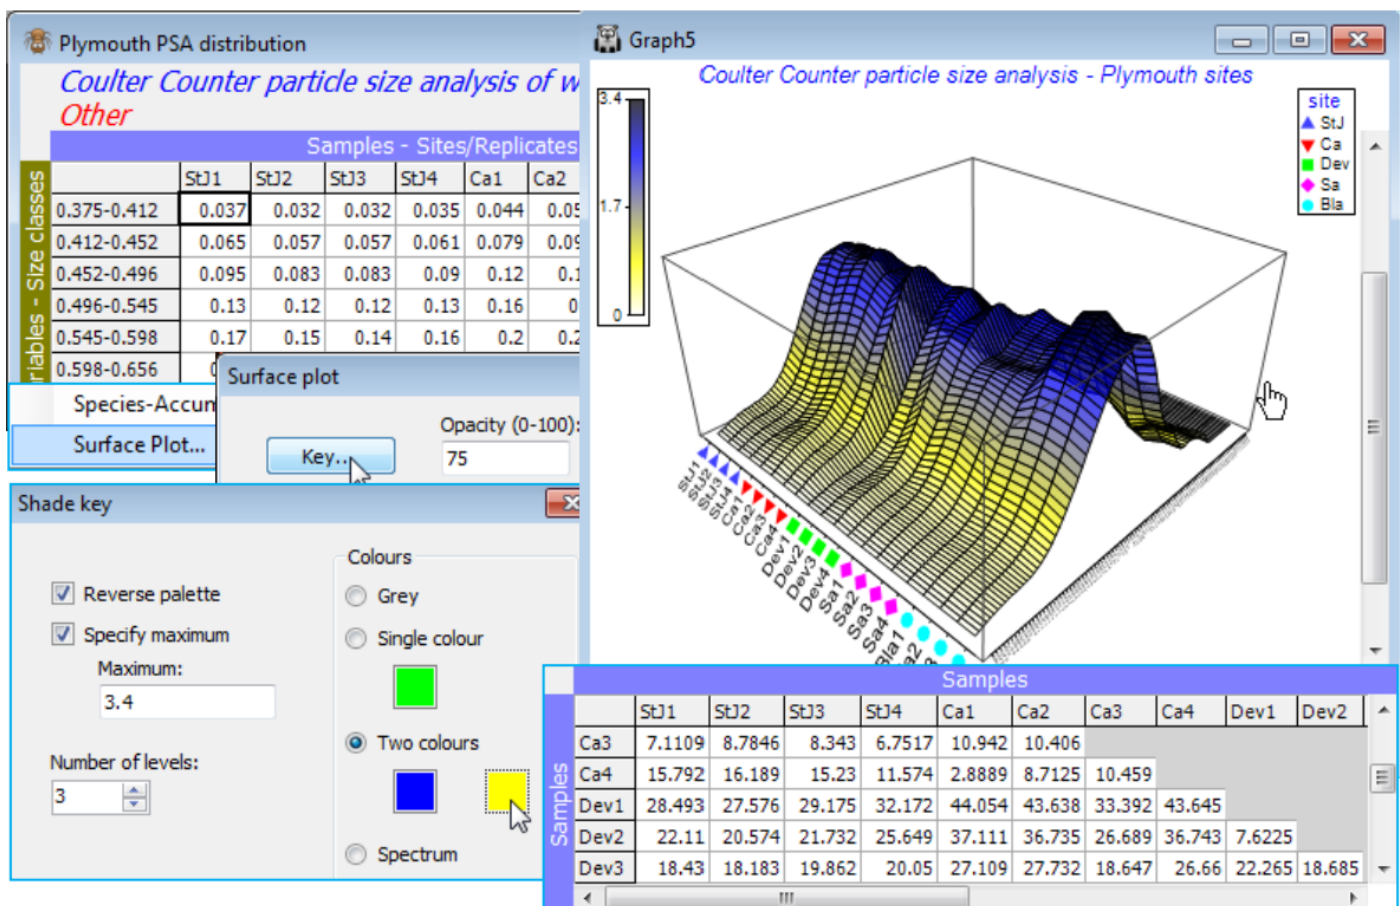 Plymouth PSA distribution
Coulter Counter particle size analysis of w
Other
Samples - Sites/Replicates
StJ1 StJ2 StJ3 StJ4 Ca1 Ca2
0.375-0.412 0.037 0.032 0.032 0.035 0.044 0.05
0.412-0.452 0.065 0.057 0.057 0.061 0.079 0.09
0.452-0.496 0.095 0.083 0.083 0.09 0.12 0.1
0.496-0.545 0.13 0.12 0.12 0.13 0.16 0
0.545-0.598 0.17 0.15 0.14 0.16 0.2 0.2
0.598-0.656 0
ariables - Size classes
Species-Accum
Surface Plot...
Surface plot
Opacity (0-100):
Key...
75
Shade key
Reverse palette
Specify maximum
Maximum:
3.4
Number of levels:
3
Colours
Grey
Single colour
Two colours
Spectrum
Graph5
Coulter Counter particle size analysis - Plymouth sites
3.4
1.7
0
site
StJ
Ca
Dev
Sa
Bla
StJ1
StJ2
StJ3
StJ4
Ca1
Ca2
Ca3
Ca4
Dev1
Dev2
Dev3
Dev4
Sa1
Sa2
Sa3
Sa4
Bla1
a2
Samples
Samples
StJ1 StJ2 StJ3 StJ4 Ca1 Ca2 Ca3 Ca4 Dev1 Dev2
Ca3 7.1109 8.7846 8.343 6.7517 10.942 10.406
Ca4 15.792 16.189 15.23 11.574 2.8889 8.7125 10.459
Dev1 28.493 27.576 29.175 32.172 44.054 43.638 33.392 43.645
Dev2 22.11 20.574 21.732 25.649 37.111 36.735 26.689 36.743 7.6225
Dev3 18.43 18.183 19.862 20.05 27.109 27.732 18.647 26.66 22.265 18.685